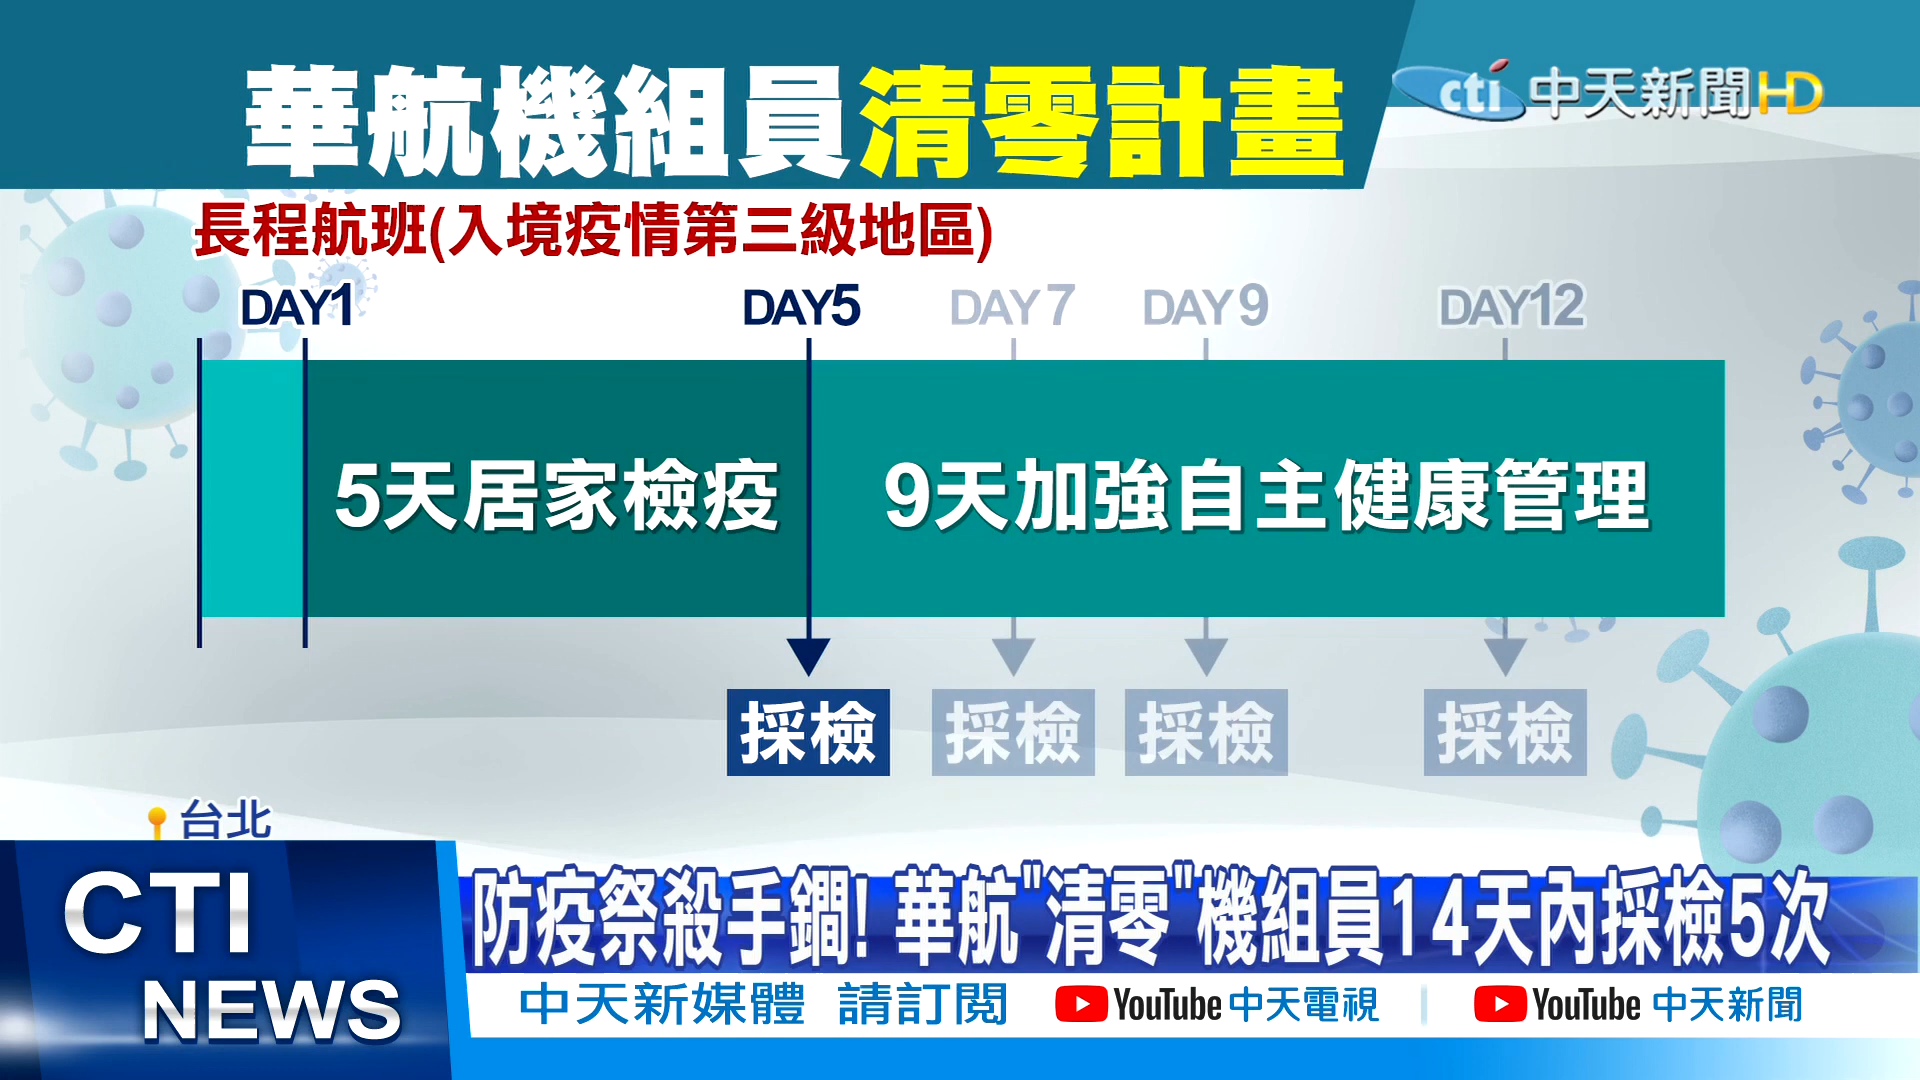 華航機組員清零計畫
cti 中天新聞HD
長程航班(入境疫情第三級地區)
DAY1 DAY5 DAY7 DAY9 DAY12
5天居家檢疫 9天加強自主健康管理
採檢 採檢 採檢 採檢
台北
CTI NEWS
防疫祭殺手鐧! 華航"清零"機組員14天內採檢5次
中天新媒體 請訂閱 YouTube 中天電視 | YouTube 中天新聞